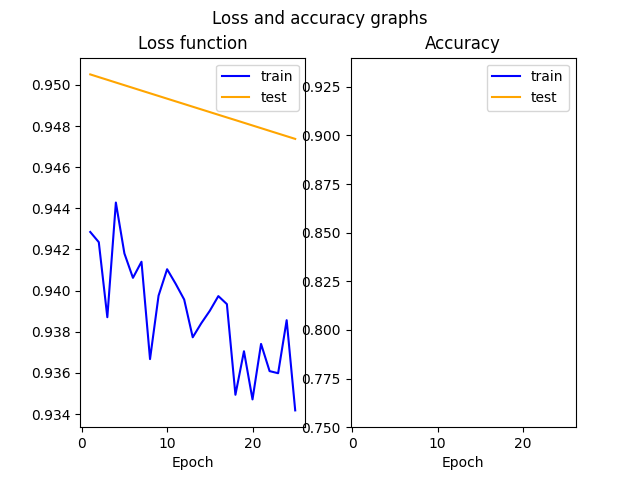 Loss and accuracy graphs
Loss function
train
test
0.950
0.948
0.946
0.944
0.942
0.940
0.938
0.936
0.934
0
10
20
Epoch
Accuracy
train
test
0.925
0.900
0.875
0.850
0.825
0.800
0.775
0.750
0
10
20
Epoch